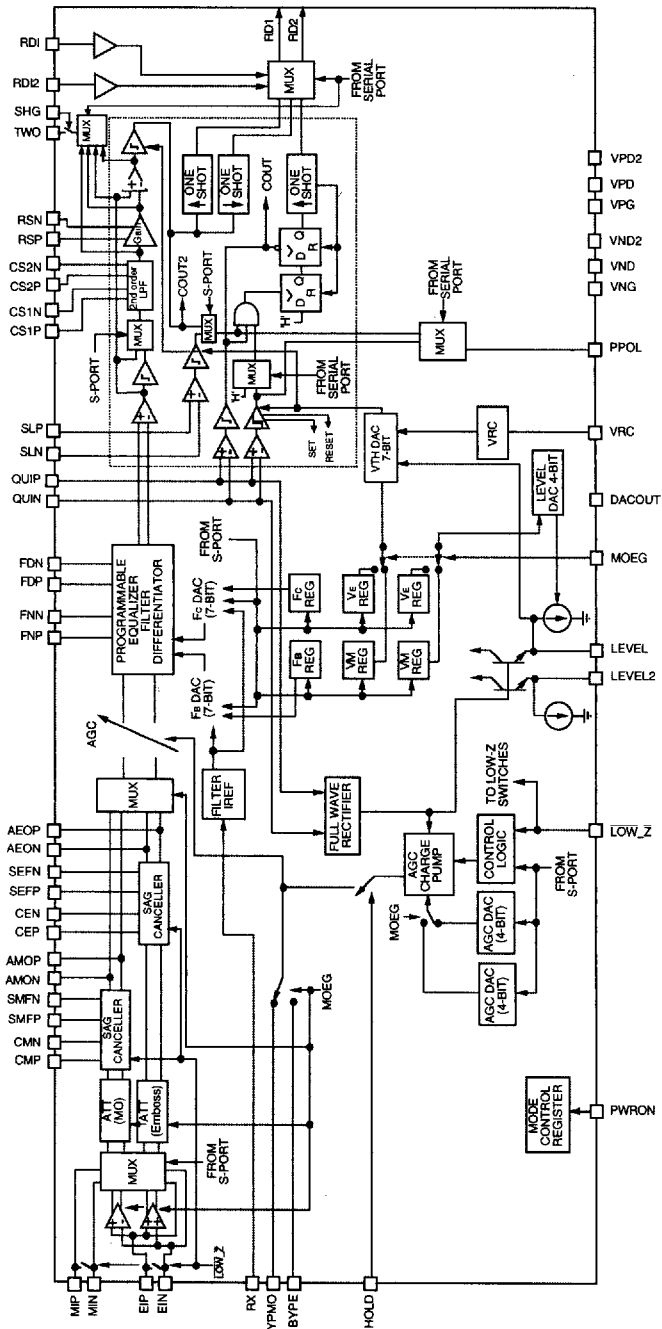 RDI
RDI2
SHG
TWO
RSN
RSP
CS2N
CS2P
CS1N
CS1P
SLP
SLN
QUIP
QUIN
FDN
FDP
FNN
FNP
AEOP
AEON
SEFN
SEFP
CEN
CEP
AMOP
AMON
SMFN
SMFP
CMN
CMP
RD1
RD2
MUX
FROM
SERIAL
PORT
MUX
Gain
2nd order
LPF
S-PORT
MUX
ONE
SHOT
ONE
SHOT
ONE
SHOT
COUT
COUT2
S-PORT
MUX
D
Q
R
D
R
'H'
'H'
MUX
FROM
SERIAL
PORT
SET
RESET
FROM
SERIAL
PORT
MUX
VPD2
VPD
VPG
VND2
VND
VNG
PPOL
VRC
DACOUT
MOEG
LEVEL
LEVEL2
LOW_Z
PWRON
VTH DAC
7-BIT
VRC
LEVEL
DAC 4-BIT
PROGRAMMABLE
EQUALIZER
FILTER
DIFFERENTIATOR
FROM
S-PORT
FC DAC
(7-BIT)
FB DAC
(7-BIT)
FC
REG
FB
REG
VE
REG
VM
REG
VE
REG
VM
REG
AGC
MUX
FILTER
IREF
FULL WAVE
RECTIFIER
AGC
CHARGE
PUMP
CONTROL
LOGIC
TO LOW-Z
SWITCHES
FROM
S-PORT
MOEG
AGC DAC
(4-BIT)
AGC DAC
(4-BIT)
SAG
CANCELLER
SAG
CANCELLER
ATT
(MO)
ATT
(Emboss)
MUX
FROM
S-PORT
MOEG
LOW_Z
MODE
CONTROL
REGISTER
MIP
MIN
EIP
EIN
RX
YPMO
BYPE
HOLD